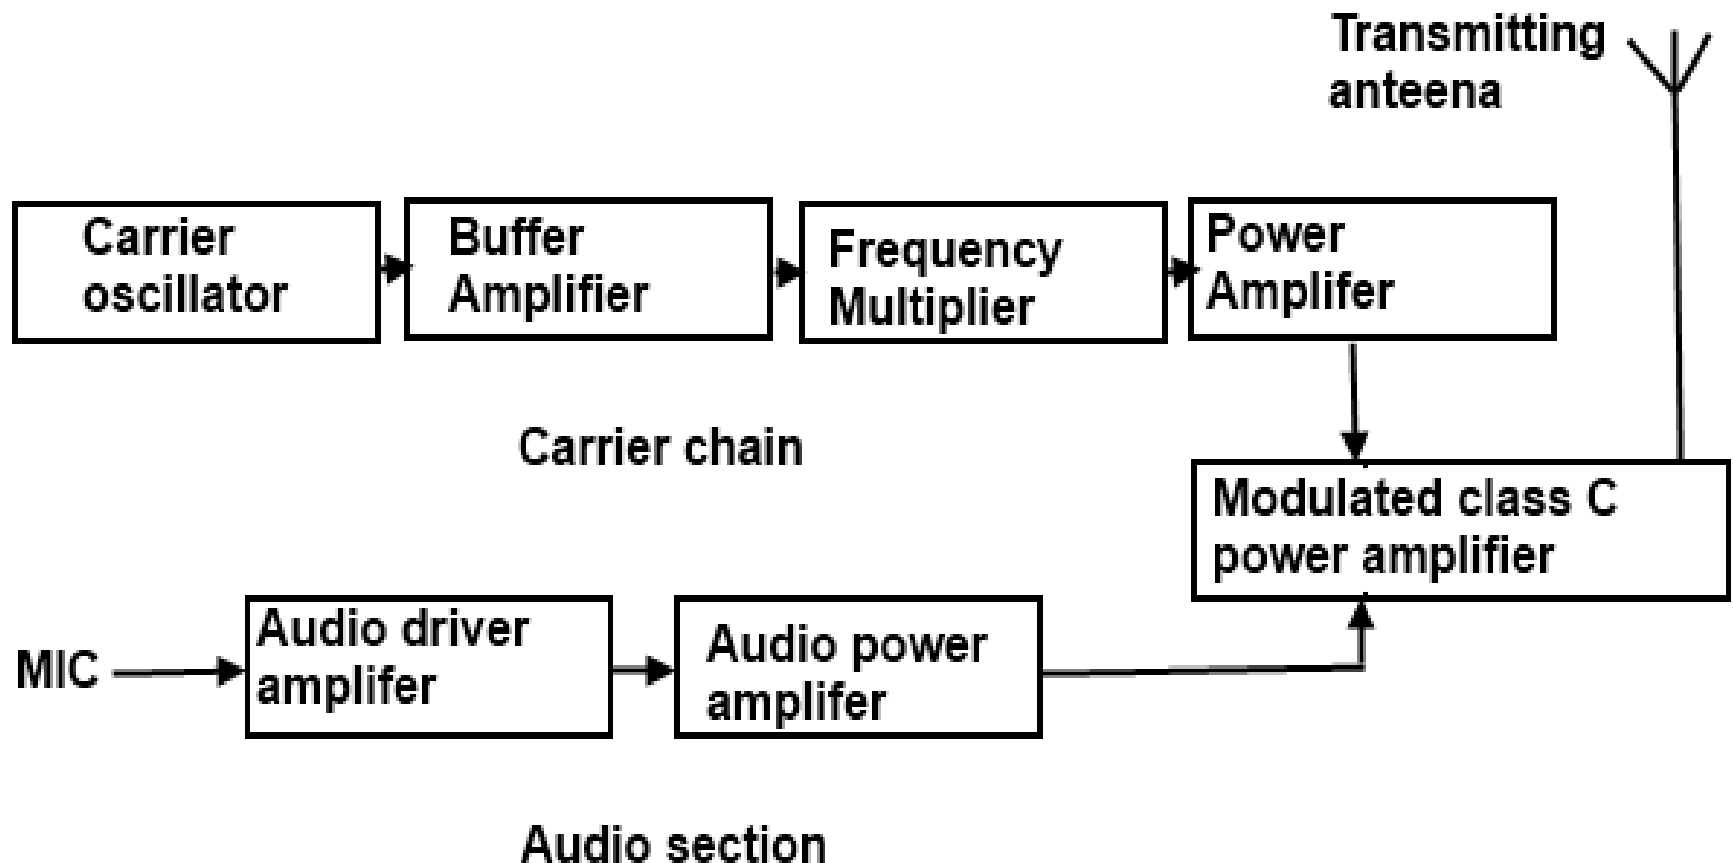 Transmitting
anteena
Carrier
oscillator
Buffer
Amplifier
Frequency
Multiplier
Power
Amplifer
Carrier chain
Modulated class C
power amplifier
MIC
Audio driver
amplifer
Audio power
amplifer
Audio section